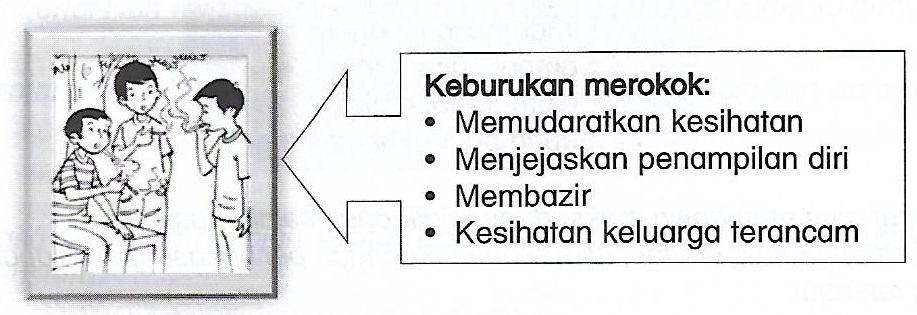 Keburukan merokok:
• Memudaratkan kesihatan
• Menjejaskan penampilan diri
• Membazir
• Kesihatan keluarga terancam